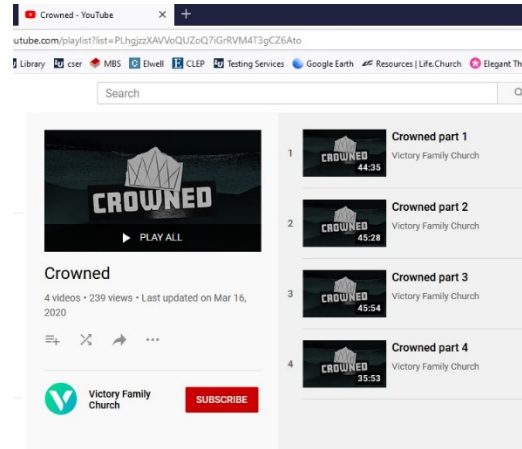 Crowned - YouTube
utube.com/playlist?list=PLhgjzzXAVVoQUZoQ7iGrRVM4T3gCZ6Ato
Library cser MBS Elwell CLEP Testing Services Google Earth Resources | Life.Church Elegant Th
Search
CROWNED
PLAY ALL
Crowned
4 videos • 239 views • Last updated on Mar 16,
2020
Victory Family
Church
SUBSCRIBE
1
CROWNED
44:35
Crowned part 1
Victory Family Church
2
CROWNED
45:28
Crowned part 2
Victory Family Church
3
CROWNED
45:54
Crowned part 3
Victory Family Church
4
CROWNED
35:53
Crowned part 4
Victory Family Church